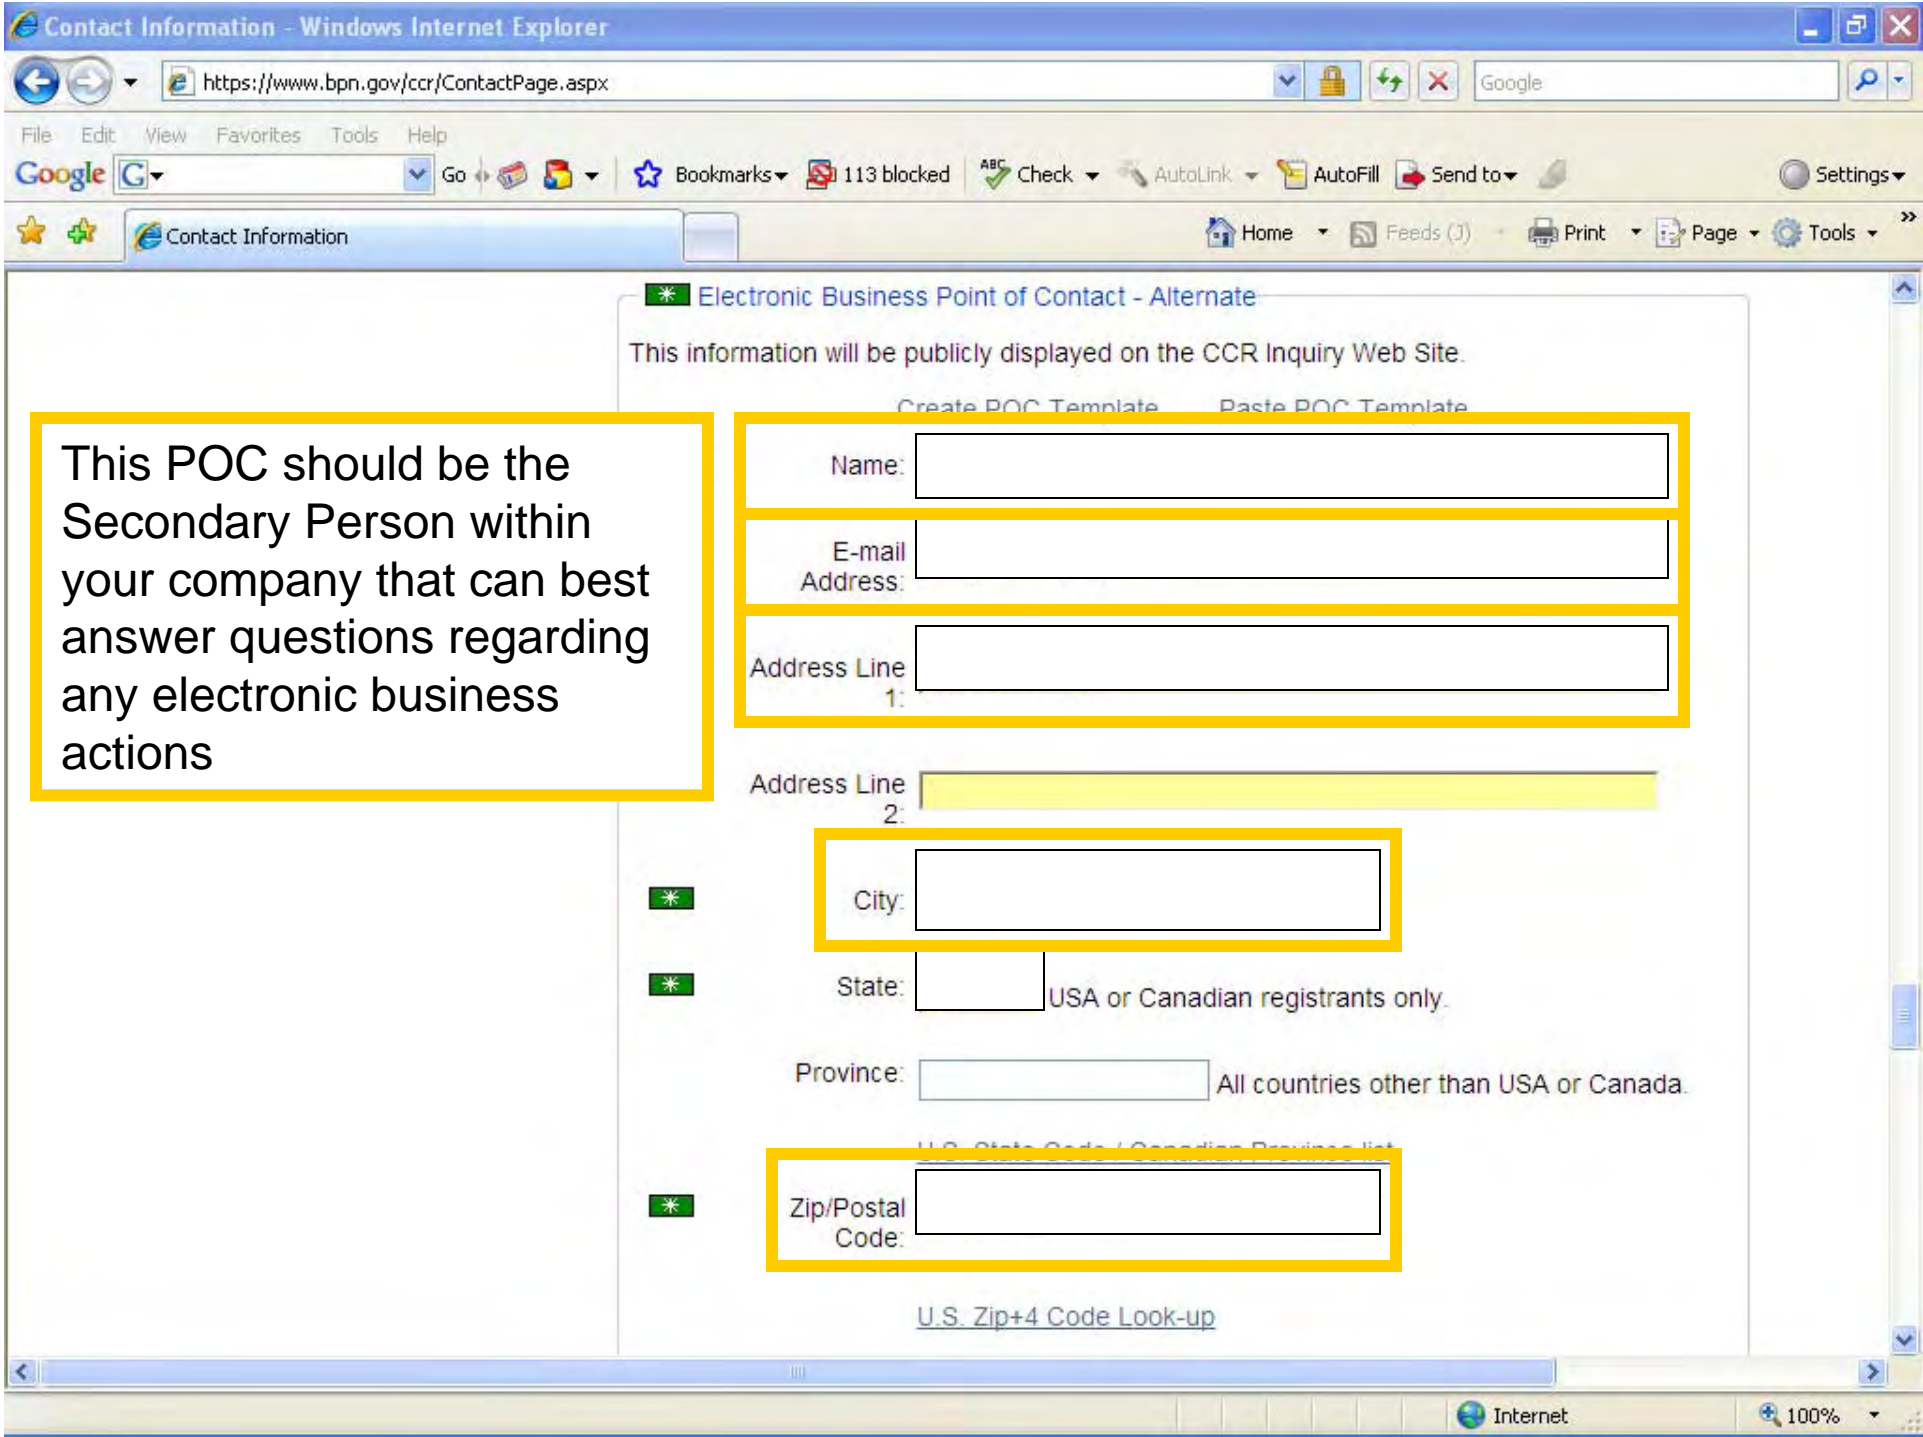 Contact Information - Windows Internet Explorer
https://www.bpn.gov/ccr/ContactPage.aspx
Google
File Edit View Favorites Tools Help
Google G Go Bookmarks 113 blocked ABC Check AutoLink AutoFill Send to Settings
Contact Information
Home Feeds (J) Print Page Tools »
Electronic Business Point of Contact - Alternate
This information will be publicly displayed on the CCR Inquiry Web Site.
Create POC Template Paste POC Template
This POC should be the
Secondary Person within
your company that can best
answer questions regarding
any electronic business
actions
Name:
E-mail
Address:
Address Line
1:
Address Line
2:
City:
State: USA or Canadian registrants only.
Province: All countries other than USA or Canada.
U.S. State Code / Canadian Province list
Zip/Postal
Code:
U.S. Zip+4 Code Look-up
Internet 100%